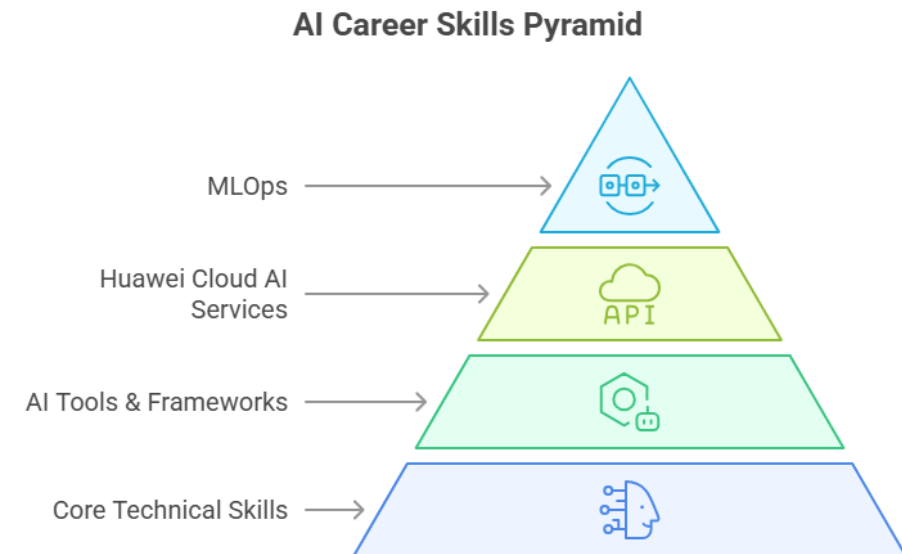 AI Career Skills Pyramid
MLOps
Huawei Cloud AI
Services
API
AI Tools & Frameworks
Core Technical Skills